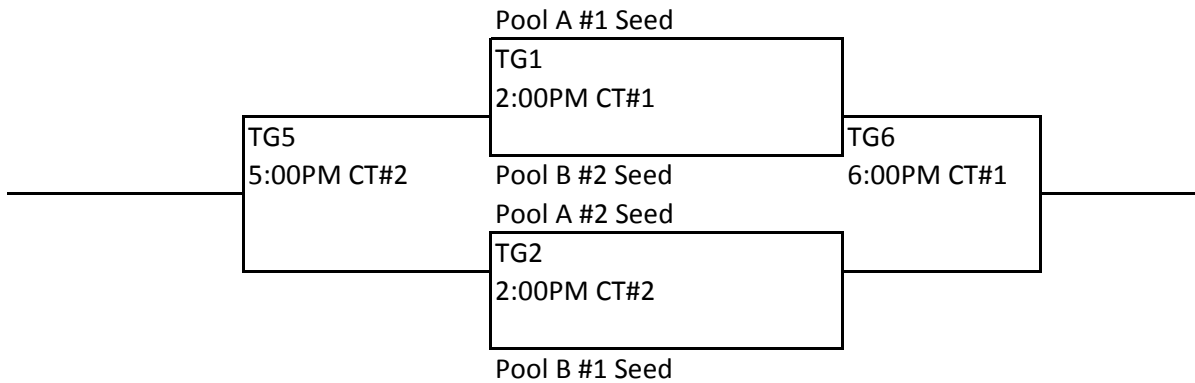 Pool A #1 Seed
TG1
2:00PM CT#1
TG5
TG6
5:00PM CT#2
Pool B #2 Seed
6:00PM CT#1
Pool A #2 Seed
TG2
2:00PM CT#2
Pool B #1 Seed